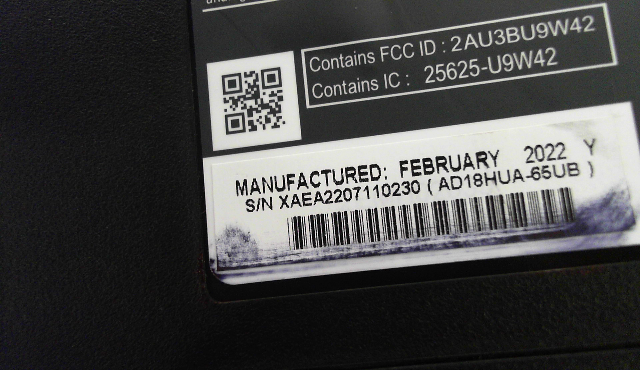 Contains FCC ID : 2AU3BU9W42
Contains IC : 25625-U9W42
MANUFACTURED: FEBRUARY 2022 Y
S/N XAEA2207110230 ( AD18HUA-65UB )